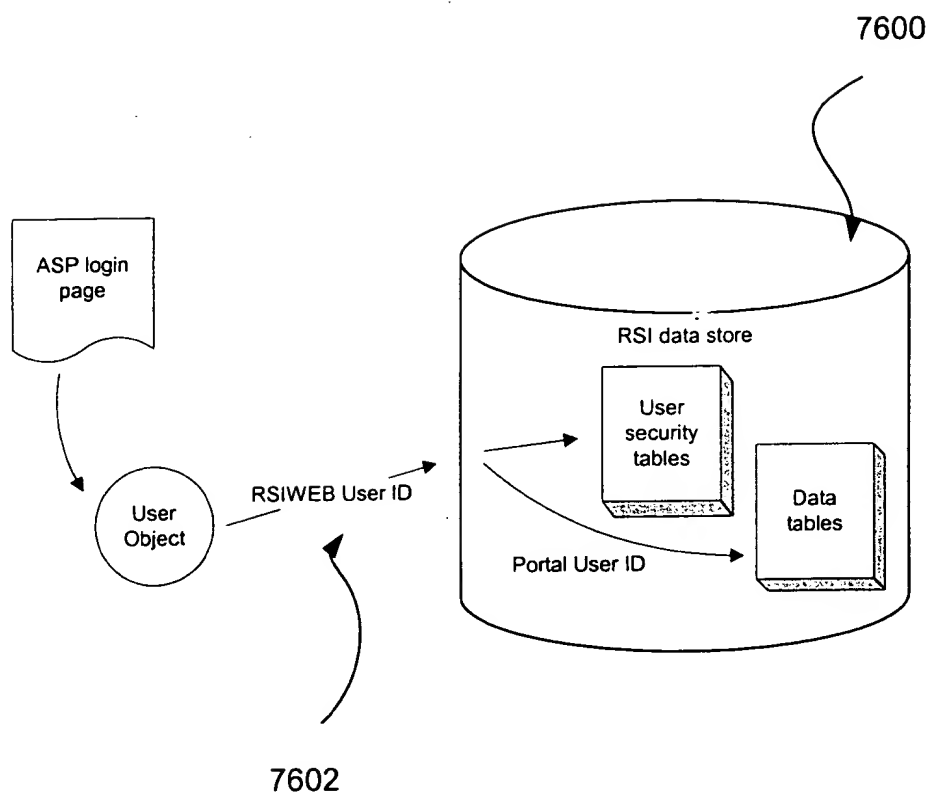 7600
ASP login
page
RSI data store
User
security
tables
RSIWEB User ID
User
Object
Data
tables
Portal User ID
7602